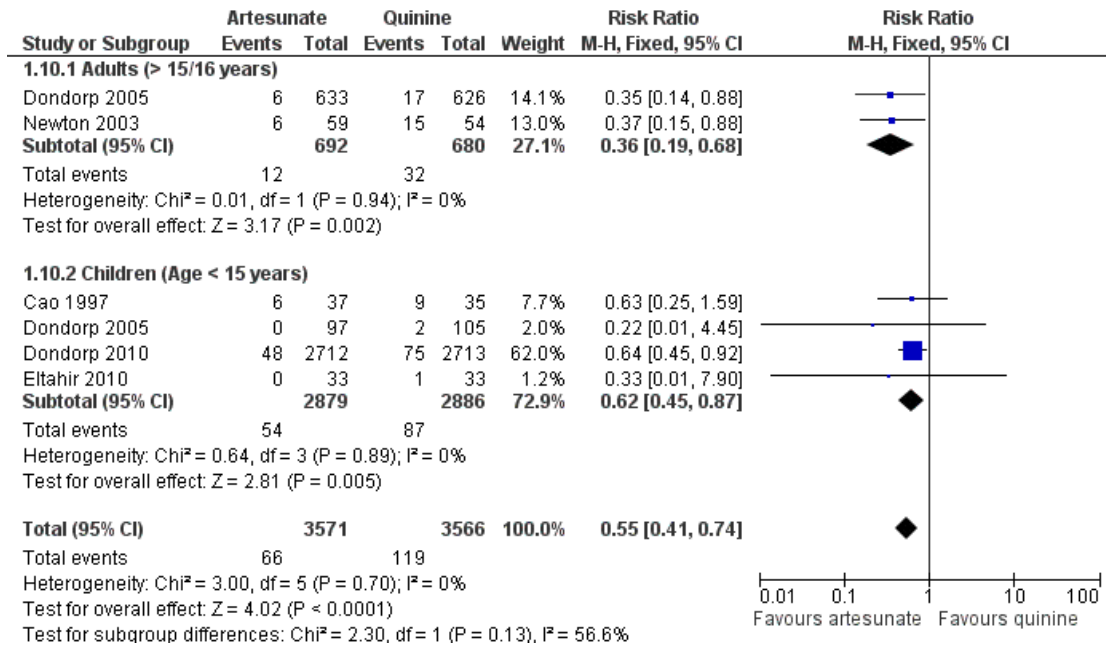 Artesunate Quinine Risk Ratio Risk Ratio
Study or Subgroup Events Total Events Total Weight M-H, Fixed, 95% CI M-H, Fixed, 95% CI
1.10.1 Adults (> 15/16 years)
Dondorp 2005 6 633 17 626 14.1% 0.35 [0.14, 0.88]
Newton 2003 6 59 15 54 13.0% 0.37 [0.15, 0.88]
Subtotal (95% CI) 692 680 27.1% 0.36 [0.19, 0.68]
Total events 12 32
Heterogeneity: Chi² = 0.01, df = 1 (P = 0.94); I² = 0%
Test for overall effect: Z = 3.17 (P = 0.002)
1.10.2 Children (Age < 15 years)
Cao 1997 6 37 9 35 7.7% 0.63 [0.25, 1.59]
Dondorp 2005 0 97 2 105 2.0% 0.22 [0.01, 4.45]
Dondorp 2010 48 2712 75 2713 62.0% 0.64 [0.45, 0.92]
Eltahir 2010 0 33 1 33 1.2% 0.33 [0.01, 7.90]
Subtotal (95% CI) 2879 2886 72.9% 0.62 [0.45, 0.87]
Total events 54 87
Heterogeneity: Chi² = 0.64, df = 3 (P = 0.89); I² = 0%
Test for overall effect: Z = 2.81 (P = 0.005)
Total (95% CI) 3571 3566 100.0% 0.55 [0.41, 0.74]
Total events 66 119
Heterogeneity: Chi² = 3.00, df = 5 (P = 0.70); I² = 0%
Test for overall effect: Z = 4.02 (P < 0.0001)
Test for subgroup differences: Chi² = 2.30, df = 1 (P = 0.13), I² = 56.6%
0.01 0.1 1 10 100
Favours artesunate Favours quinine